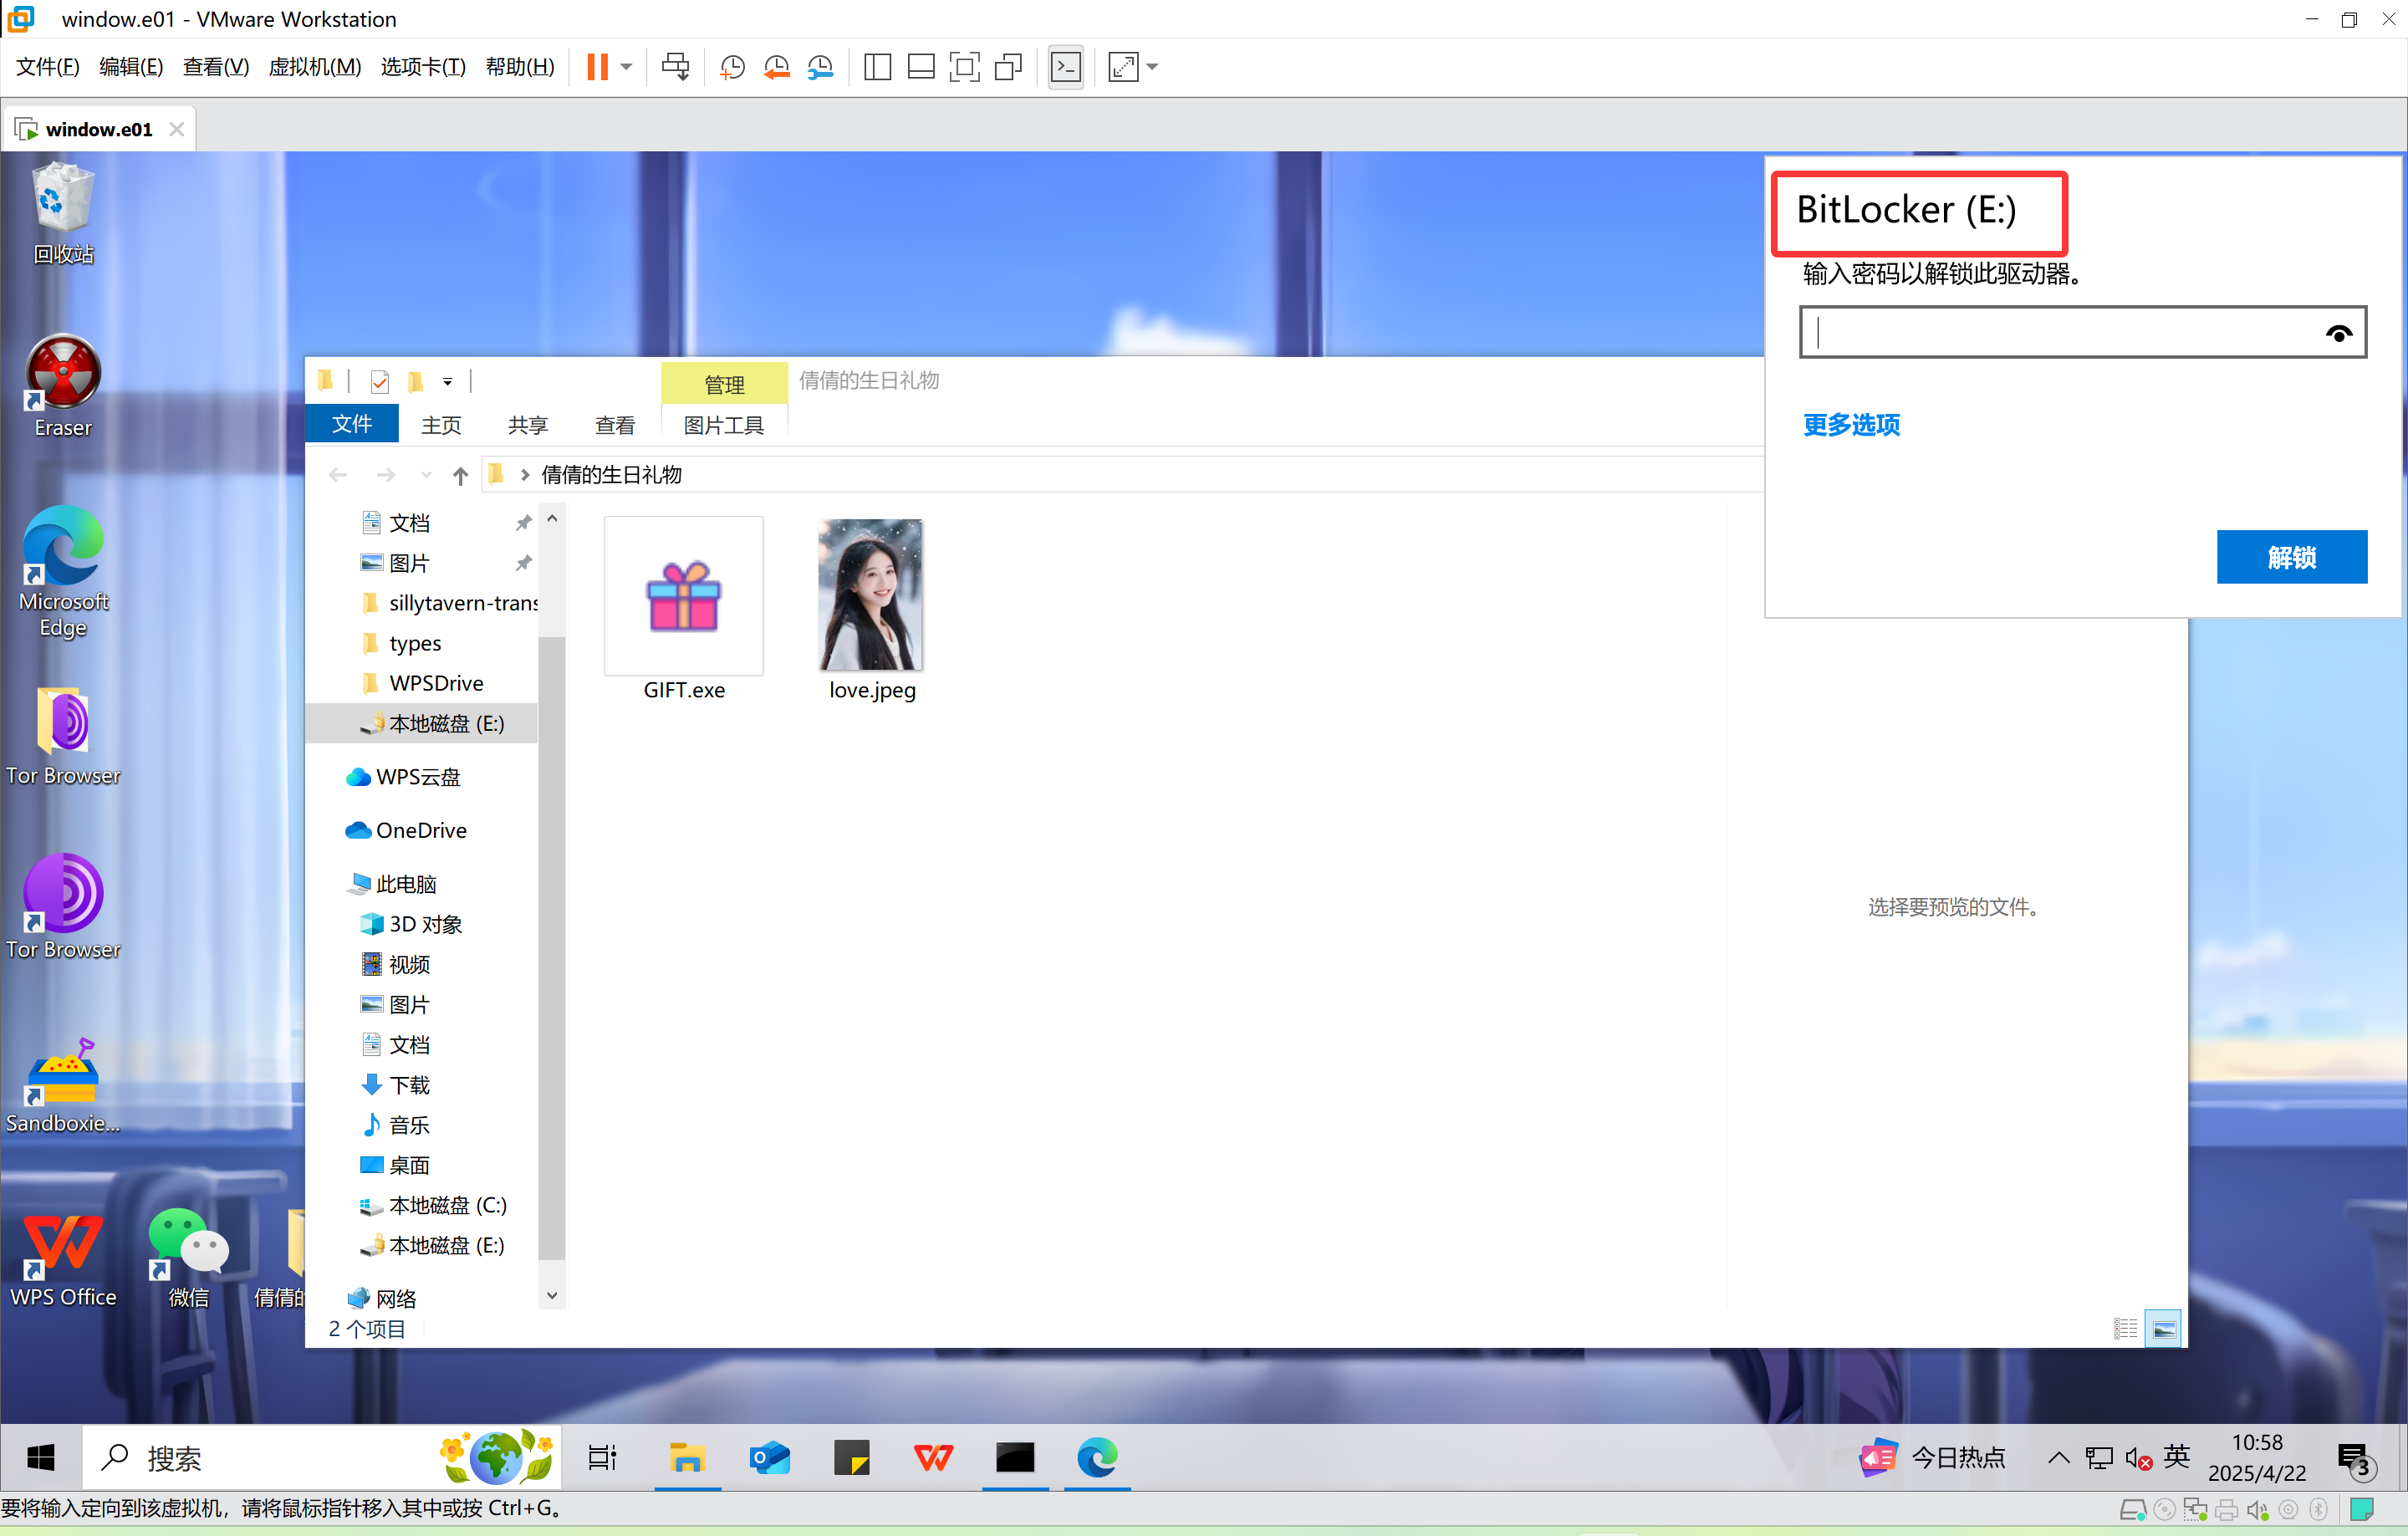 window.e01 - VMware Workstation
文件(F) 编辑(E) 查看(V) 虚拟机(M) 选项卡(T) 帮助(H)
window.e01
回收站
Eraser
Microsoft
Edge
Tor Browser
Tor Browser
Sandboxie...
WPS Office
微信
倩倩的
管理
倩倩的生日礼物
文件 主页 共享 查看 图片工具
倩倩的生日礼物
文档
图片
sillytavern-trans
types
WPSDrive
本地磁盘 (E:)
WPS云盘
OneDrive
此电脑
3D 对象
视频
图片
文档
下载
音乐
桌面
本地磁盘 (C:)
本地磁盘 (E:)
网络
GIFT.exe
love.jpeg
选择要预览的文件。
2 个项目
BitLocker (E:)
输入密码以解锁此驱动器。
更多选项
解锁
搜索
今日热点
英
10:58
2025/4/22
3
要将输入定向到该虚拟机，请将鼠标指针移入其中或按 Ctrl+G。